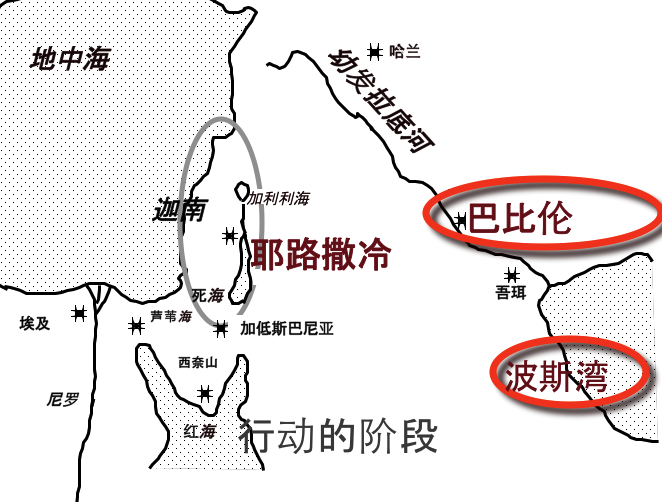 地中海
哈兰
幼发拉底河
迦南
加利利海
巴比伦
耶路撒冷
吾珥
死海
芦苇海
埃及
加低斯巴尼亚
西奈山
波斯湾
尼罗
红海
行动的阶段